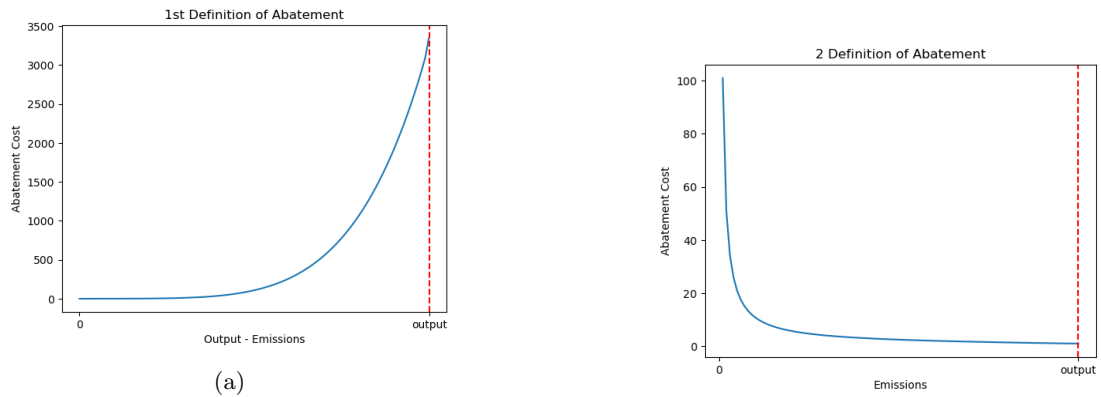 1st Definition of Abatement
3500
3000
2500
2000
1500
1000
500
0
Abatement Cost
0
output
Output - Emissions
(a)
2 Definition of Abatement
100
80
60
40
20
0
Abatement Cost
0
output
Emissions